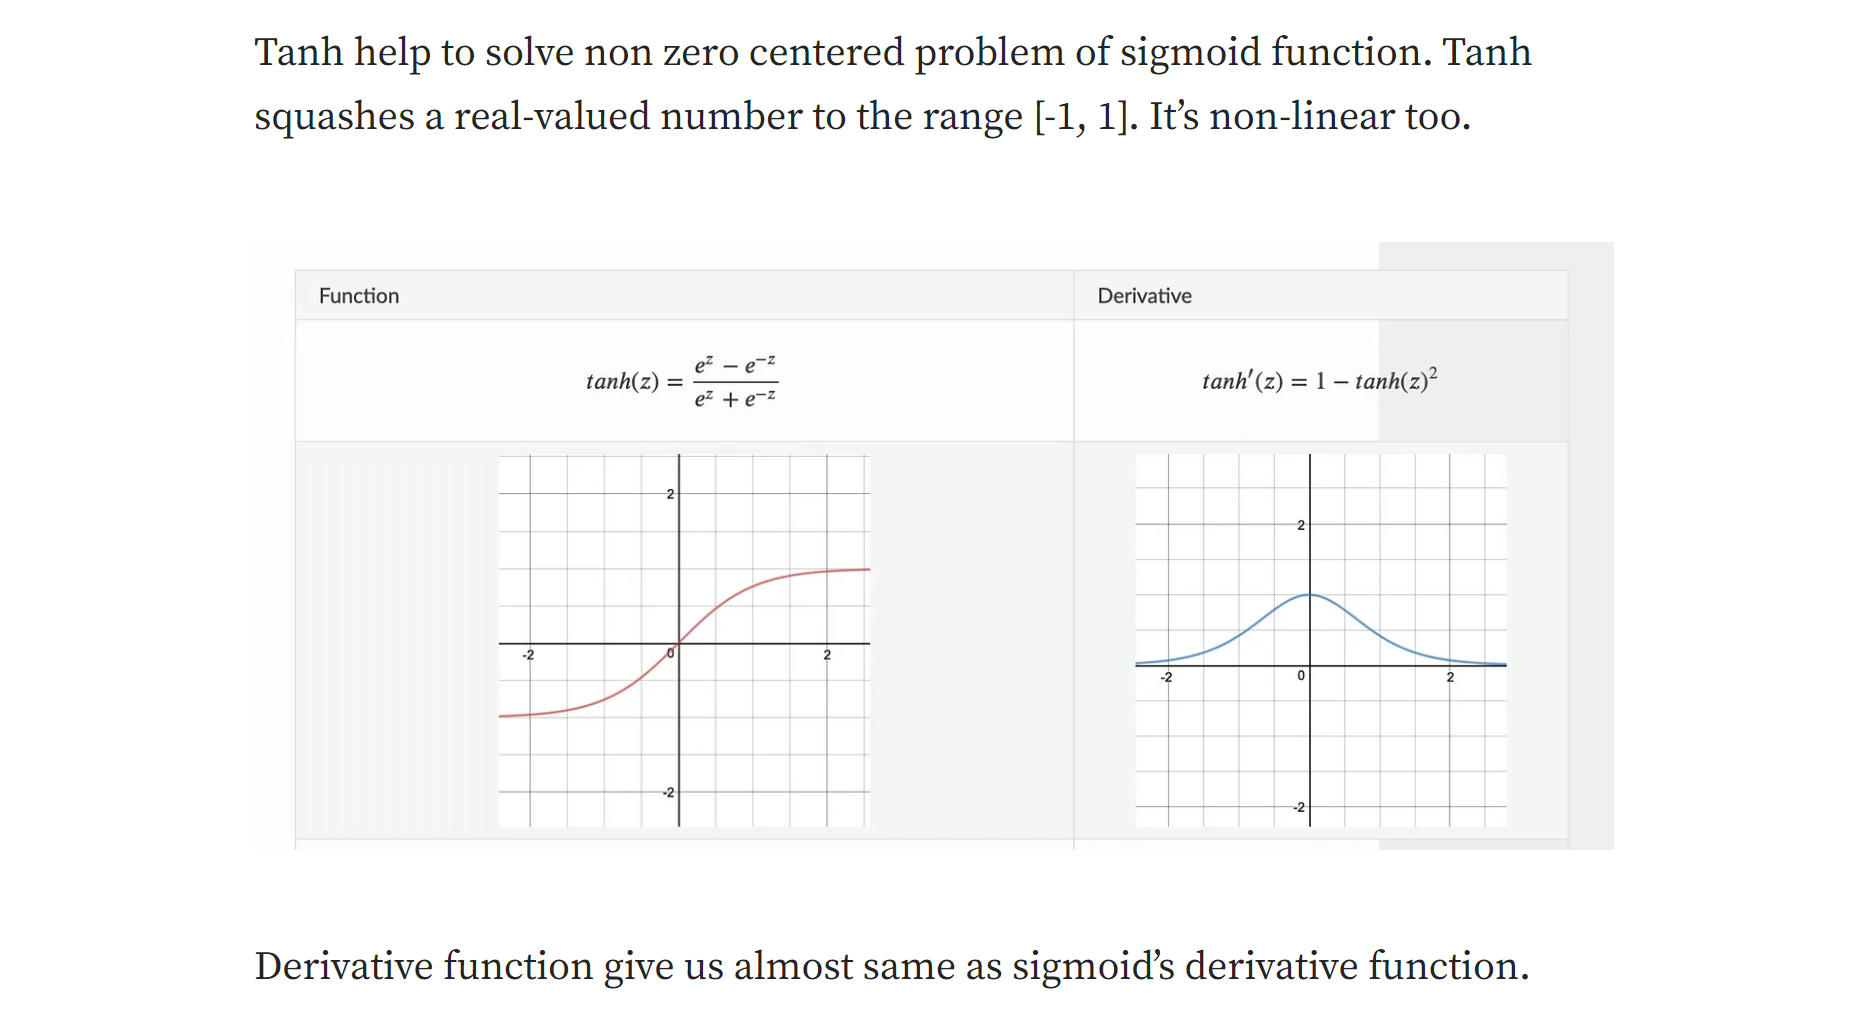 Tanh help to solve non zero centered problem of sigmoid function. Tanh
squashes a real-valued number to the range [-1, 1]. It’s non-linear too.
Function
Derivative
tanh(z) = \frac{e^z − e^{−z}}{e^z + e^{−z}}
tanh′(z) = 1 − tanh(z)^2
2
-2
0
2
-2
2
-2
0
2
-2
Derivative function give us almost same as sigmoid’s derivative function.